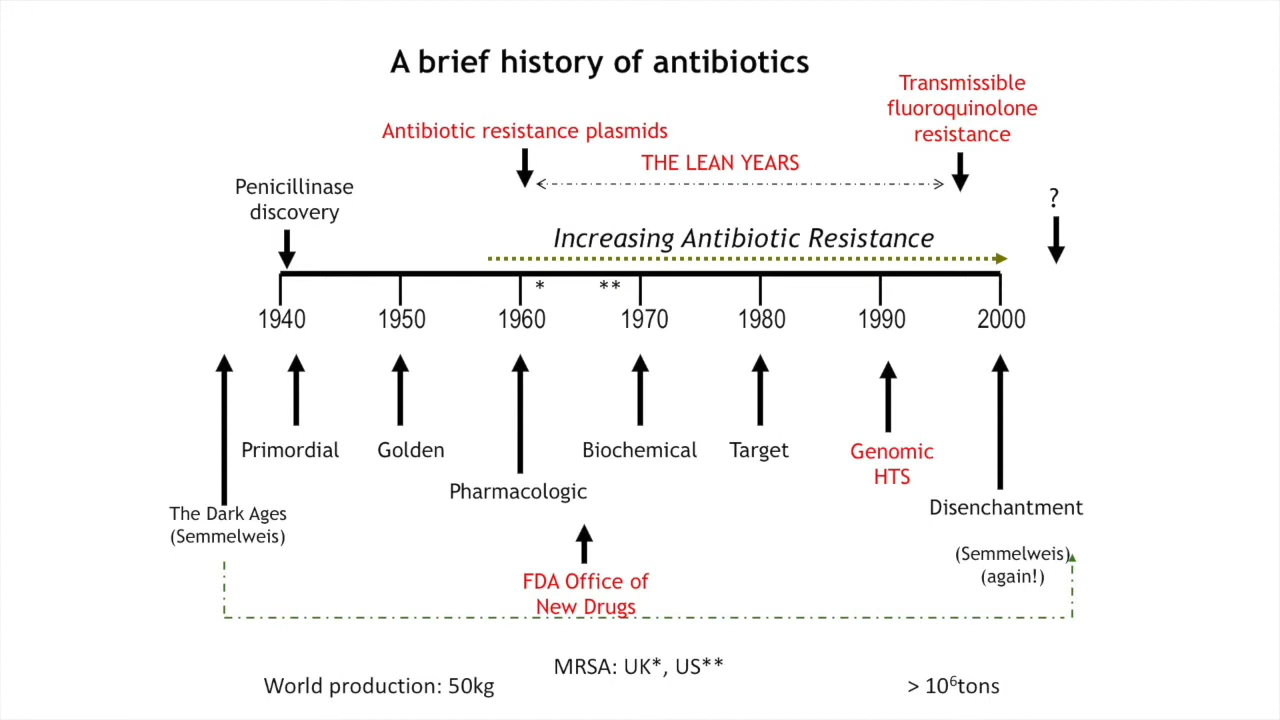 A brief history of antibiotics
Transmissible
fluoroquinolone
resistance
Antibiotic resistance plasmids
THE LEAN YEARS
Penicillinase
discovery
?
Increasing Antibiotic Resistance
* **
1940 1950 1960 1970 1980 1990 2000
Primordial Golden Biochemical Target Genomic
HTS
Pharmacologic
Disenchantment
The Dark Ages
(Semmelweis)
(Semmelweis)
(again!)
FDA Office of
New Drugs
MRSA: UK*, US**
World production: 50kg > 10⁶tons